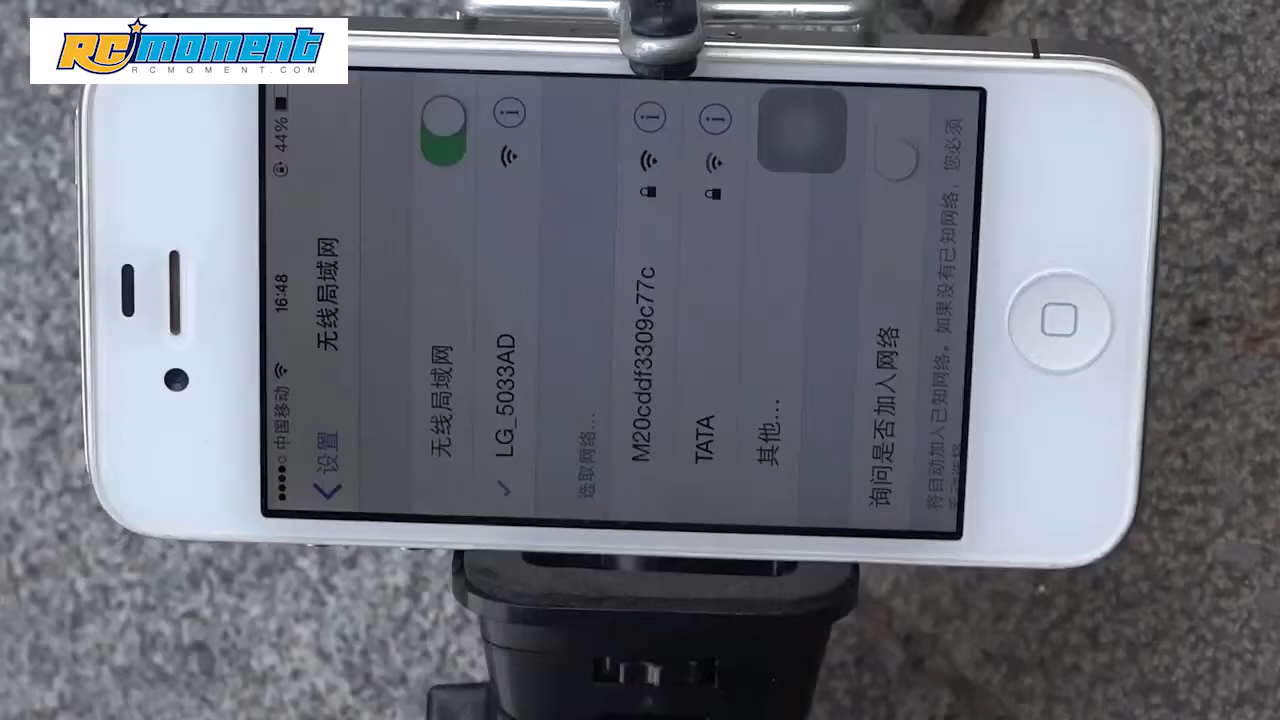 RC moment
RCMOMENT.COM
中国移动 16:48 44%
设置 无线局域网
无线局域网
✓ LG_5033AD
选取网络...
M20cddf3309c77c
TATA
其他...
询问是否加入网络
将自动加入已知网络。如果没有已知网络，您必须